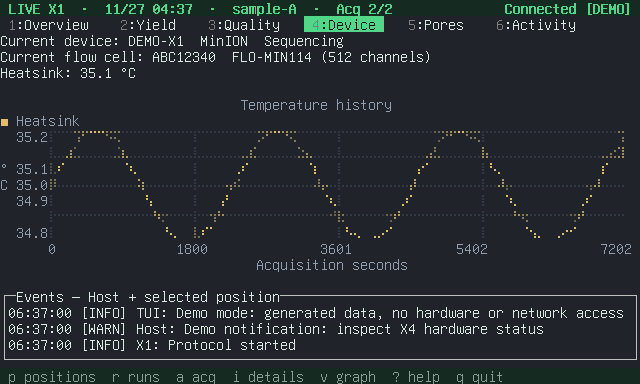 LIVE X1 · 11/27 04:37 · sample-A · Acq 2/2 Connected [DEMO]
1:Overview 2:Yield 3:Quality 4:Device 5:Pores 6:Activity
Current device: DEMO-X1 MinION Sequencing
Current flow cell: ABC12340 FLO-MIN114 (512 channels)
Heatsink: 35.1 °C
Temperature history
Heatsink
35.2
° 35.1
C 35.0
34.9
34.8
0 1800 3601 5402 7202
Acquisition seconds
Events — Host + selected position
06:37:00 [INFO] TUI: Demo mode: generated data, no hardware or network access
06:37:00 [WARN] Host: Demo notification: inspect X4 hardware status
06:37:00 [INFO] X1: Protocol started
p positions r runs a acq i details v graph ? help q quit